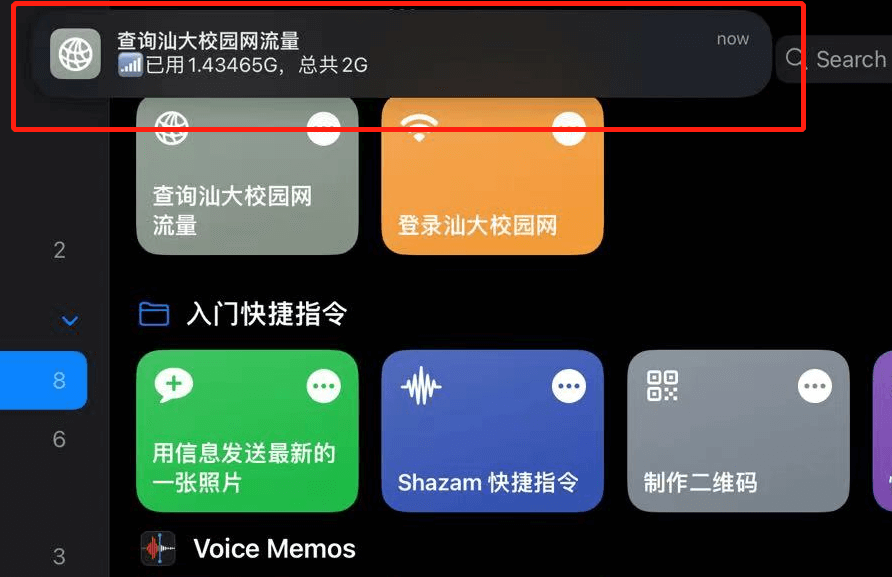 查询汕大校园网流量
now
📶已用1.43465G，总共2G
Search
查询汕大校园网
流量
登录汕大校园网
2
入门快捷指令
8
用信息发送最新的
一张照片
Shazam 快捷指令
制作二维码
6
Voice Memos
3